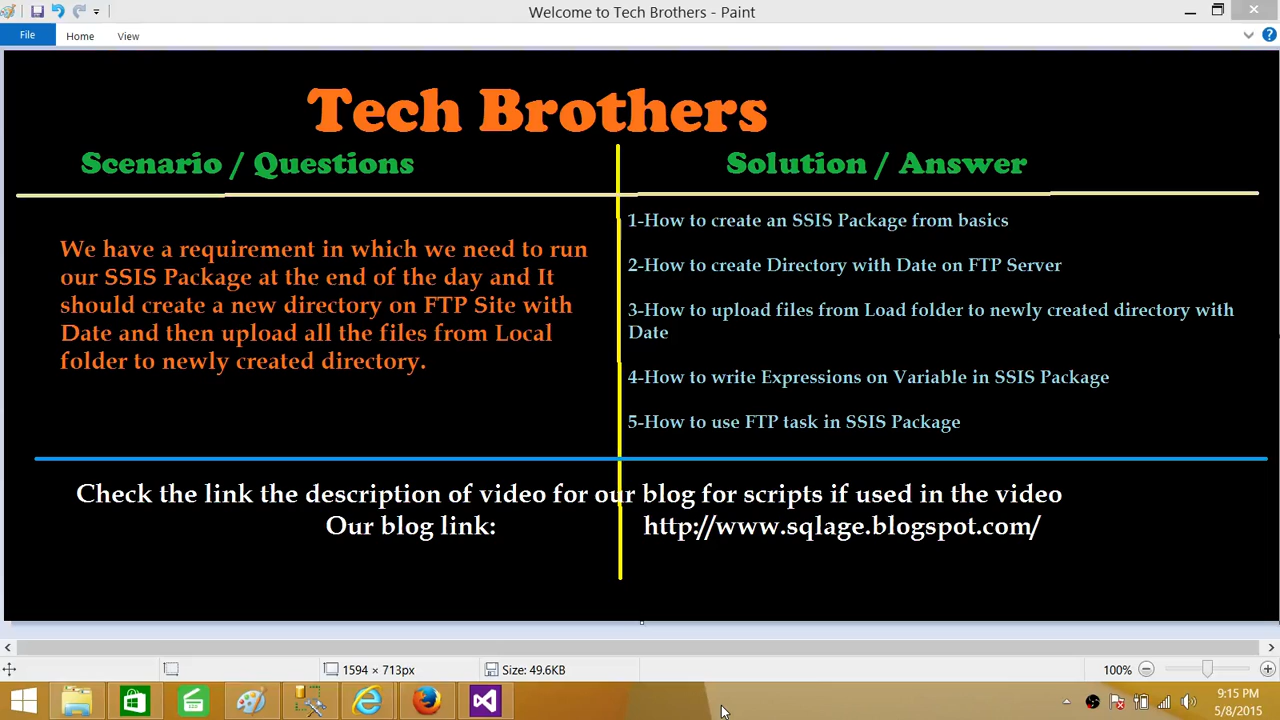 Welcome to Tech Brothers - Paint
File
Home
View
Tech Brothers
Scenario / Questions
Solution / Answer
We have a requirement in which we need to run
our SSIS Package at the end of the day and It
should create a new directory on FTP Site with
Date and then upload all the files from Local
folder to newly created directory.
1-How to create an SSIS Package from basics
2-How to create Directory with Date on FTP Server
3-How to upload files from Load folder to newly created directory with
Date
4-How to write Expressions on Variable in SSIS Package
5-How to use FTP task in SSIS Package
Check the link the description of video for our blog for scripts if used in the video
Our blog link: http://www.sqlage.blogspot.com/
1594 × 713px
Size: 49.6KB
100%
9:15 PM
5/8/2015